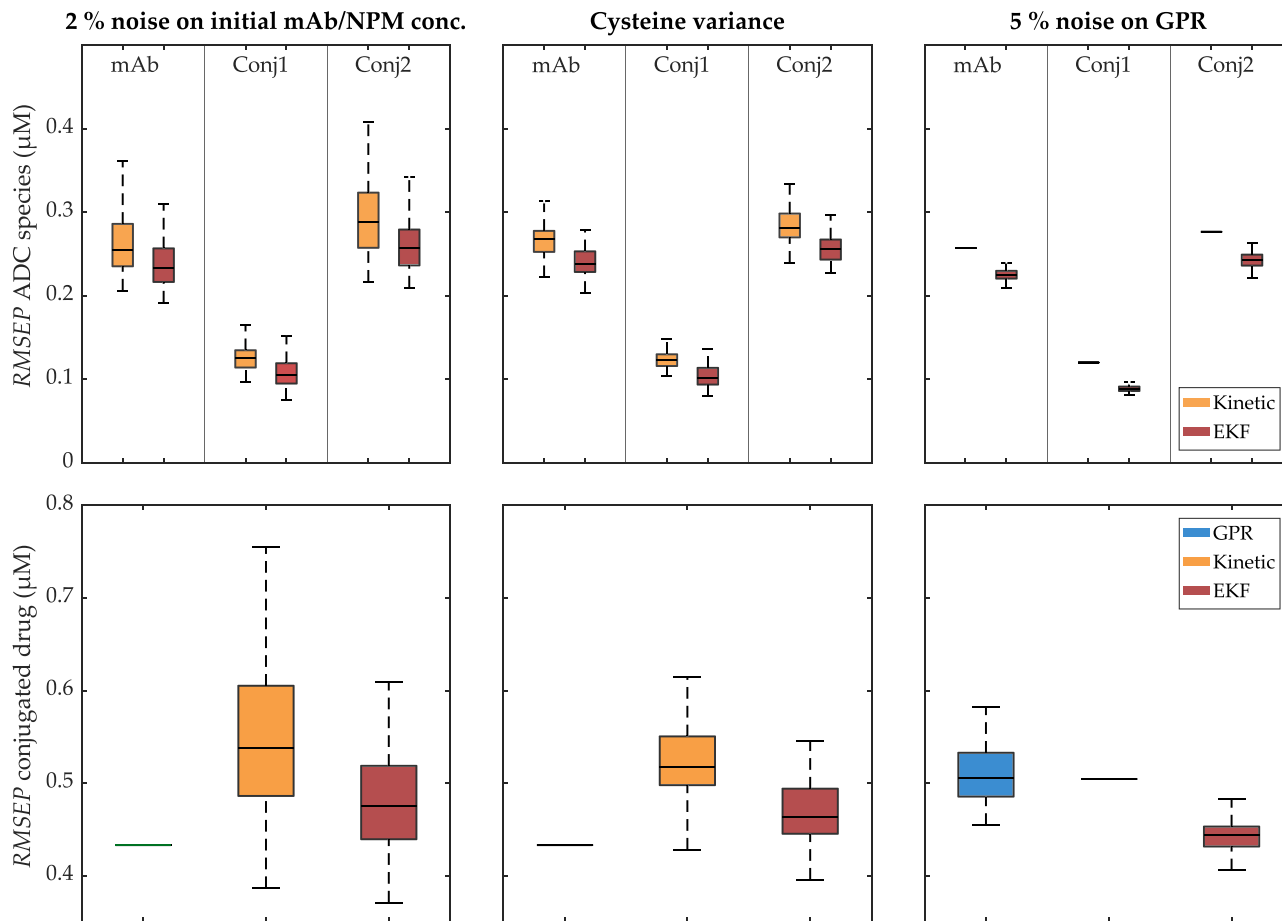 2 % noise on initial mAb/NPM conc.
Cysteine variance
5 % noise on GPR
RMSEP ADC species (µM)
0.4
0.3
0.2
0.1
0
mAb
Conj1
Conj2
mAb
Conj1
Conj2
mAb
Conj1
Conj2
Kinetic
EKF
RMSEP conjugated drug (µM)
0.8
0.7
0.6
0.5
0.4
GPR
Kinetic
EKF